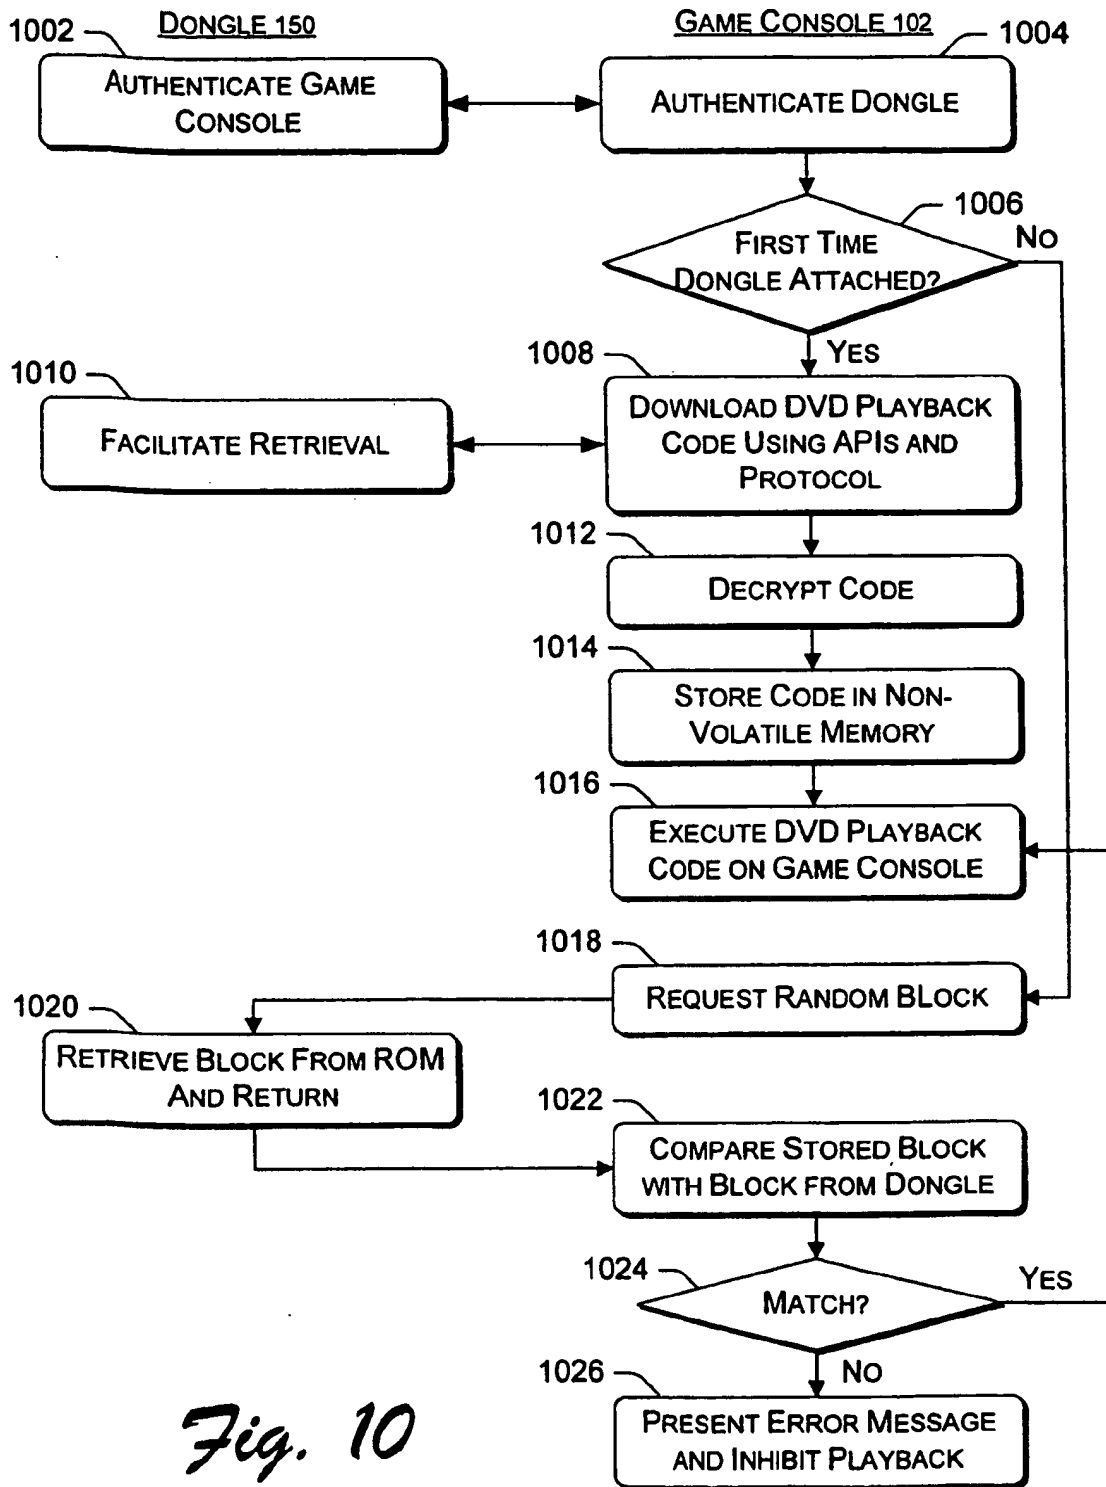 DONGLE 150
GAME CONSOLE 102
1002
1004
AUTHENTICATE GAME
CONSOLE
AUTHENTICATE DONGLE
1006
FIRST TIME
DONGLE ATTACHED?
NO
YES
1008
1010
DOWNLOAD DVD PLAYBACK
CODE USING APIS AND
PROTOCOL
FACILITATE RETRIEVAL
1012
DECRYPT CODE
1014
STORE CODE IN NON-
VOLATILE MEMORY
1016
EXECUTE DVD PLAYBACK
CODE ON GAME CONSOLE
1018
REQUEST RANDOM BLOCK
1020
RETRIEVE BLOCK FROM ROM
AND RETURN
1022
COMPARE STORED BLOCK
WITH BLOCK FROM DONGLE
1024
MATCH?
YES
NO
1026
PRESENT ERROR MESSAGE
AND INHIBIT PLAYBACK
Fig. 10